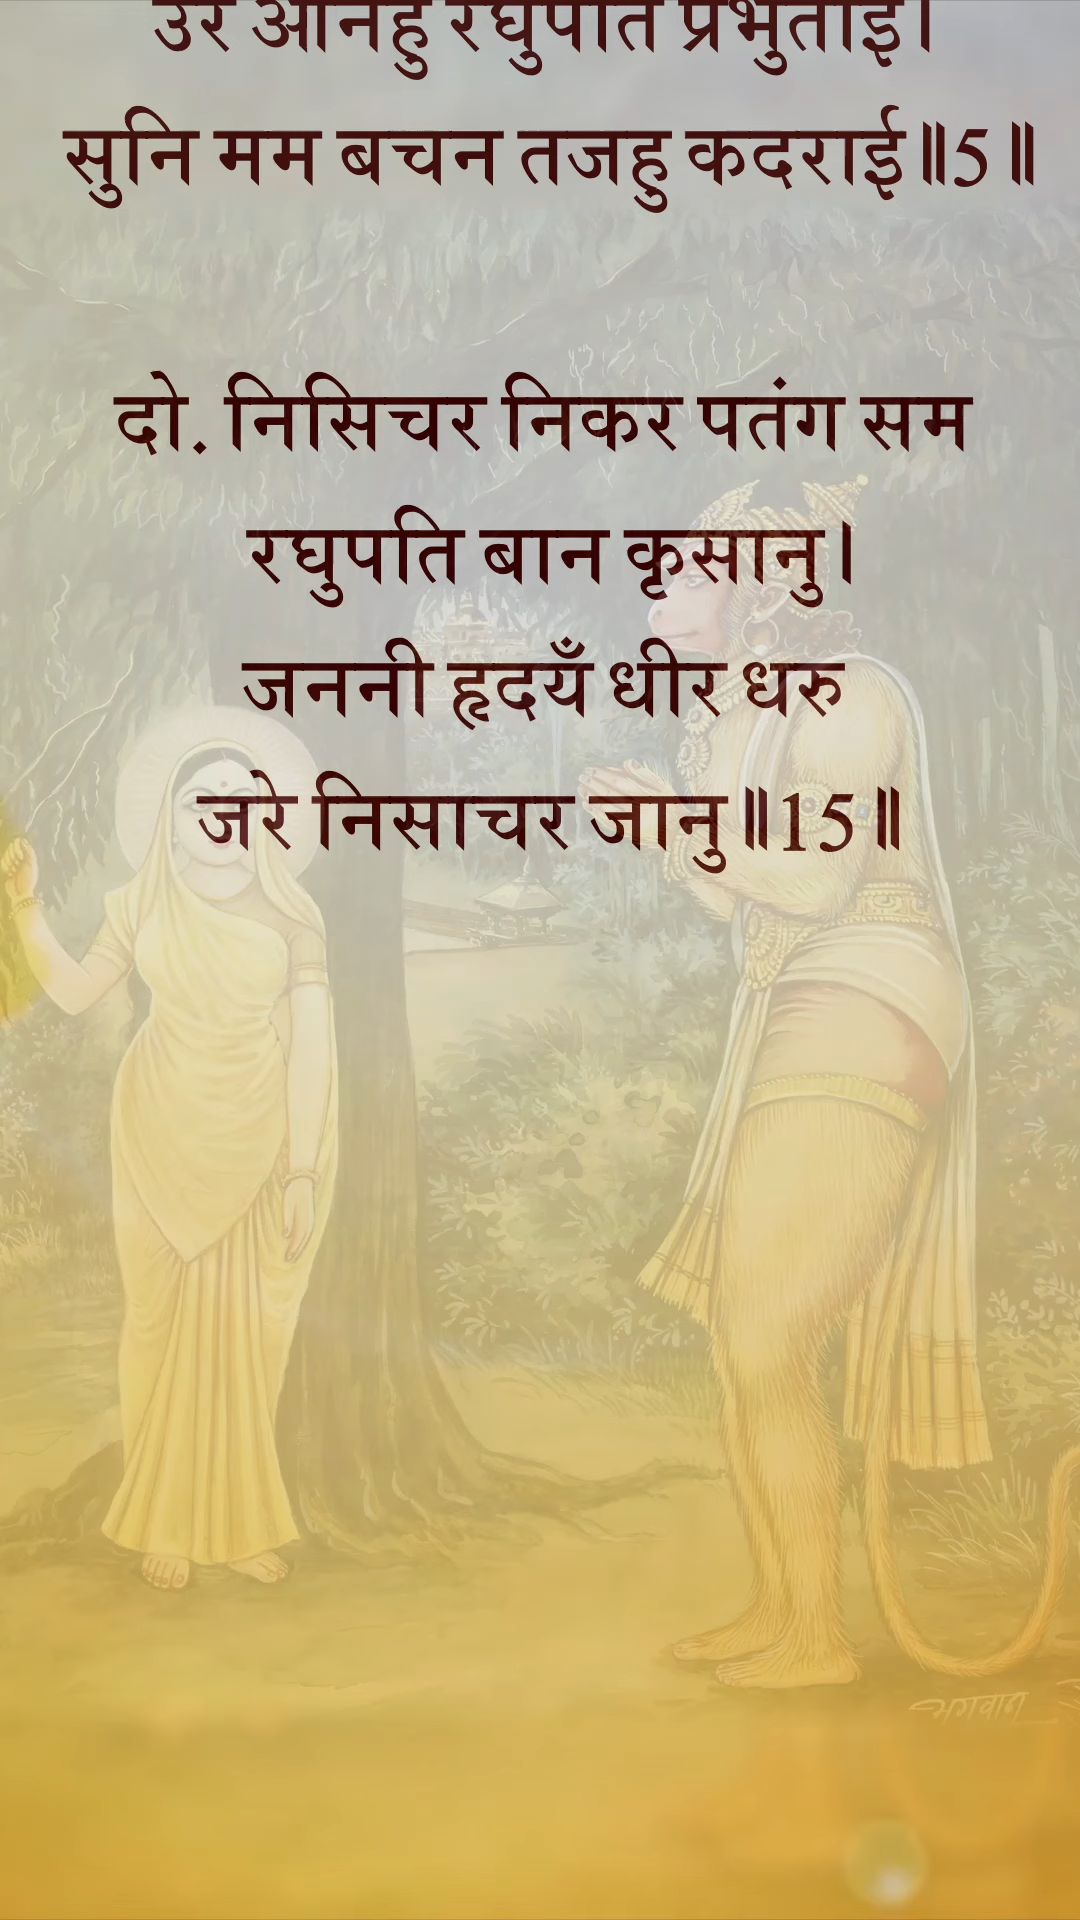 उर आनहु रघुपति प्रभुताई।
सुनि मम बचन तजहु कदराई॥5॥
दो. निसिचर निकर पतंग सम
रघुपति बान कृसानु।
जननी हृदयँ धीर धरु
जरे निसाचर जानु॥15॥
भगवान